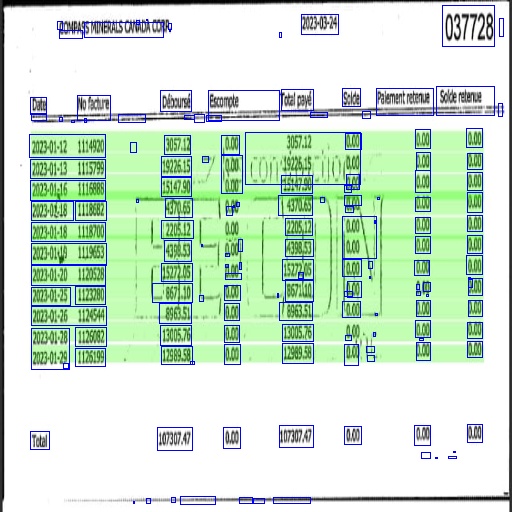 COMPASS MINERALS CANADA CORP. 2023-03-24 037728
Date No facture Déboursé Escompte Total payé Solde Paiement retenue Solde retenue
2023-01-12 1114920 3057.12 0.00 3057.12 0.00 0.00 0.00
2023-01-13 1115799 19226.15 0.00 19226.15 0.00 0.00 0.00
2023-01-16 1116888 15147.90 0.00 15147.90 0.00 0.00 0.00
2023-01-18 1118682 4370.65 0.00 4370.65 0.00 0.00 0.00
2023-01-18 1118700 2205.12 0.00 2205.12 0.00 0.00 0.00
2023-01-19 1119653 4398.53 0.00 4398.53 0.00 0.00 0.00
2023-01-20 1120528 15272.05 0.00 15272.05 0.00 0.00 0.00
2023-01-25 1123280 8671.10 0.00 8671.10 0.00 0.00 0.00
2023-01-26 1124544 8963.51 0.00 8963.51 0.00 0.00 0.00
2023-01-28 1126082 13005.76 0.00 13005.76 0.00 0.00 0.00
2023-01-29 1126199 12989.58 0.00 12989.58 0.00 0.00 0.00
Total 107307.47 0.00 107307.47 0.00 0.00 0.00